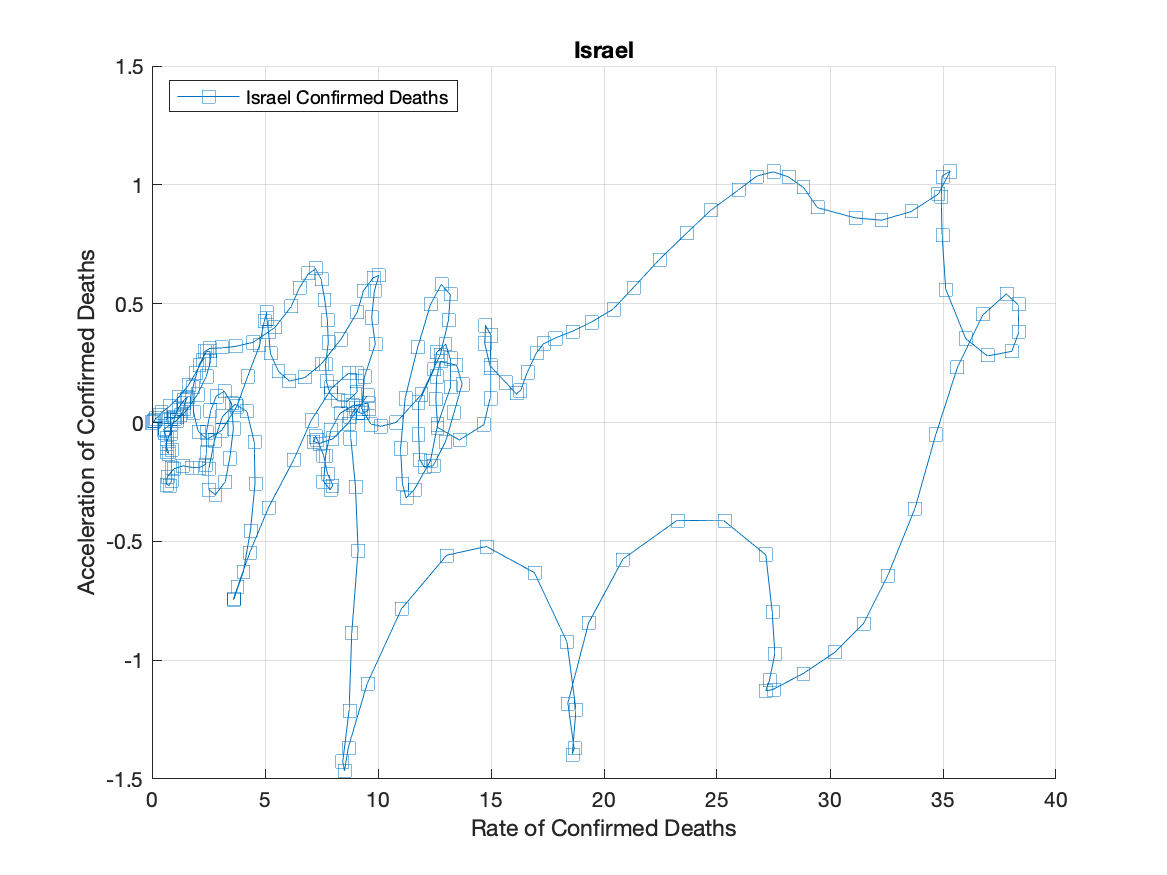 Israel
1.5
Israel Confirmed Deaths
1
0.5
0
-0.5
-1
-1.5
Acceleration of Confirmed Deaths
0 5 10 15 20 25 30 35 40
Rate of Confirmed Deaths